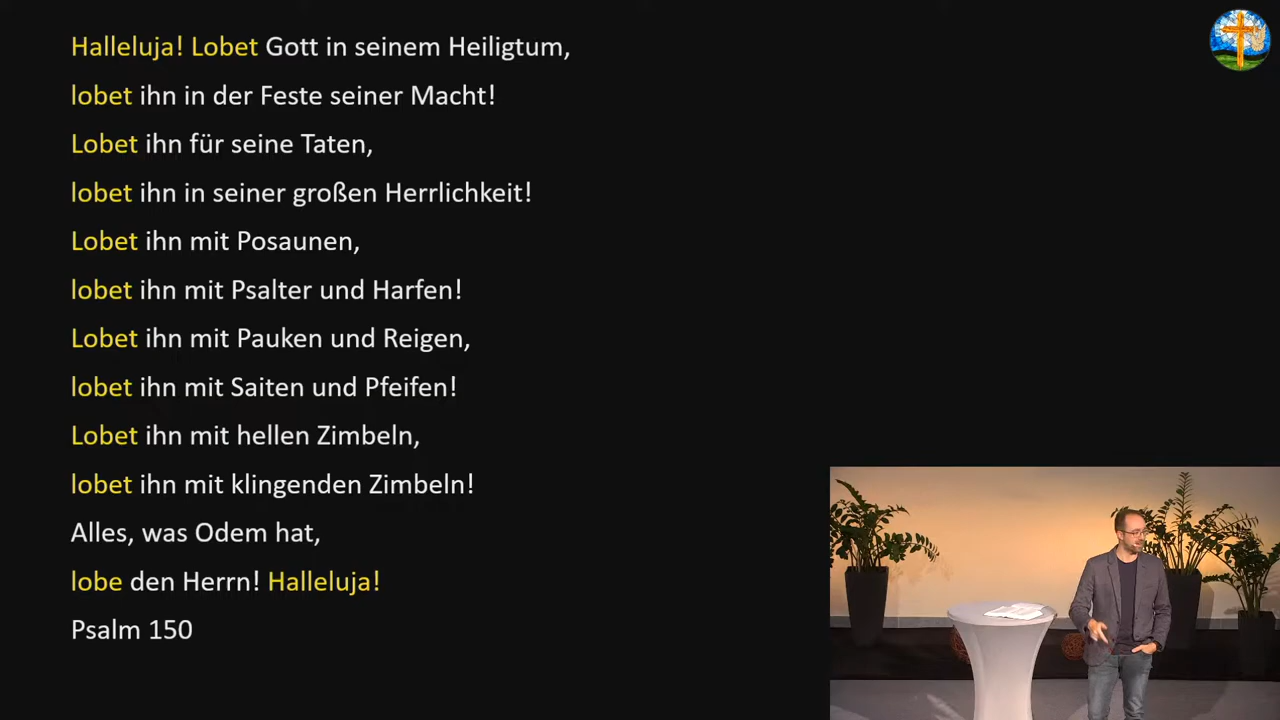 Halleluja! Lobet Gott in seinem Heiligtum,
lobet ihn in der Feste seiner Macht!
Lobet ihn für seine Taten,
lobet ihn in seiner großen Herrlichkeit!
Lobet ihn mit Posaunen,
lobet ihn mit Psalter und Harfen!
Lobet ihn mit Pauken und Reigen,
lobet ihn mit Saiten und Pfeifen!
Lobet ihn mit hellen Zimbeln,
lobet ihn mit klingenden Zimbeln!
Alles, was Odem hat,
lobe den Herrn! Halleluja!
Psalm 150